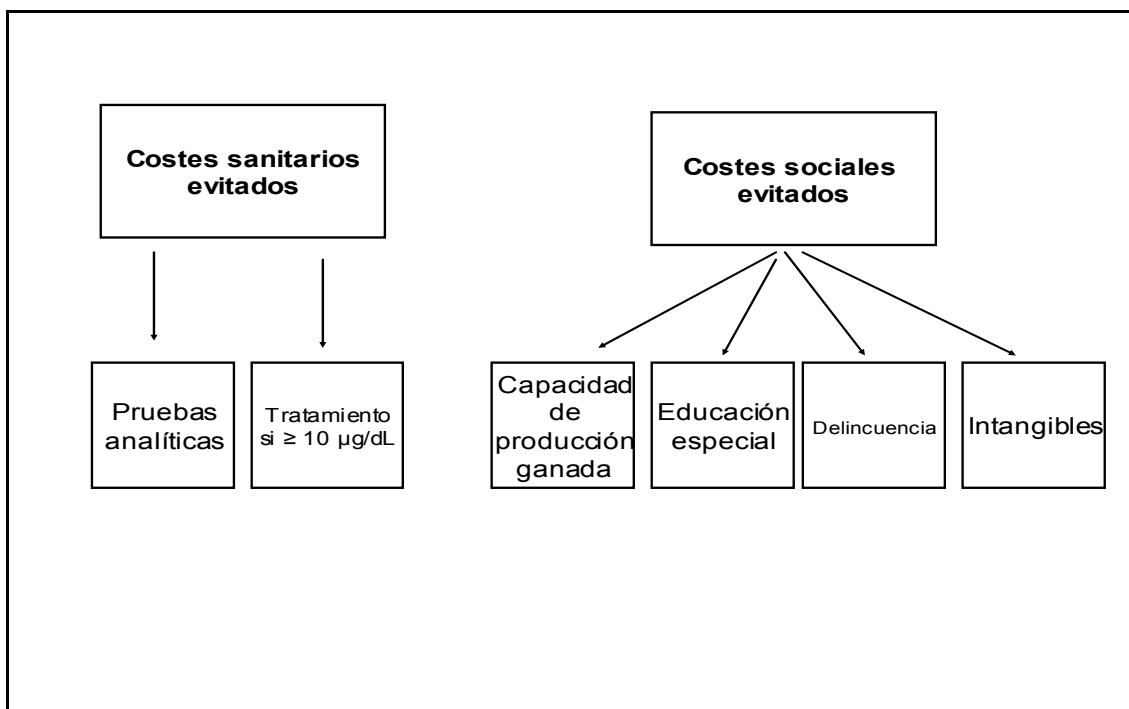 Costes sanitarios
evitados
Costes sociales
evitados
Pruebas
analíticas
Tratamiento
si ≥ 10 μg/dL
Capacidad
de
producción
ganada
Educación
especial
Delincuencia
Intangibles